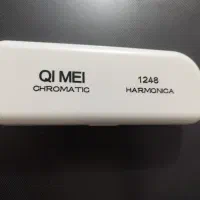 QI MEI
CHROMATIC
1248
HARMONICA